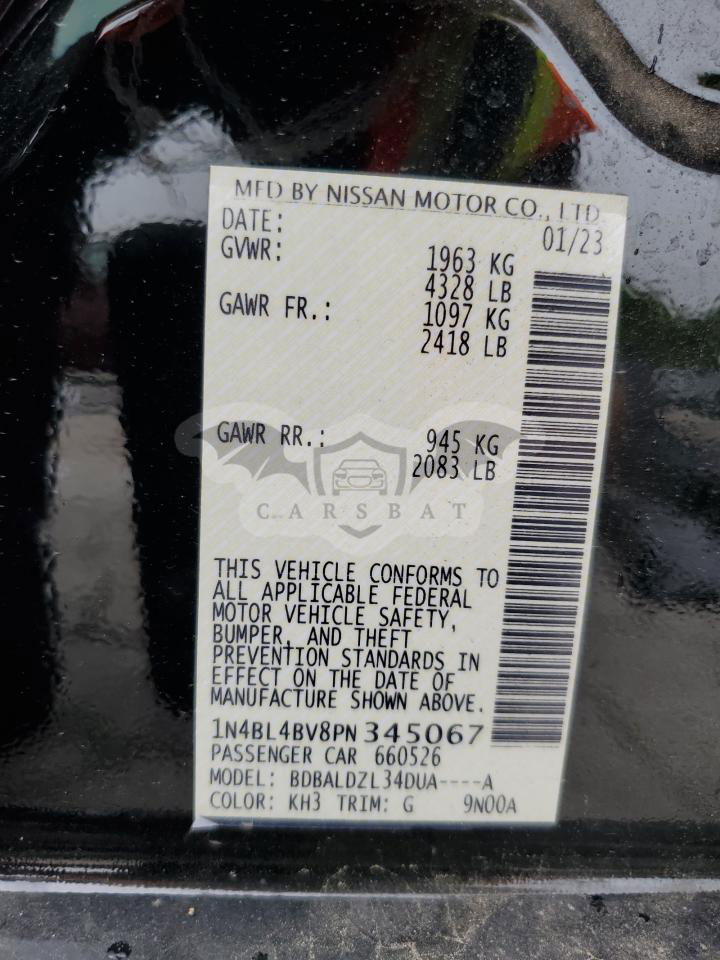 MFD BY NISSAN MOTOR CO., LTD.
DATE: 01/23
GVWR: 1963 KG
4328 LB
GAWR FR.: 1097 KG
2418 LB
GAWR RR.: 945 KG
2083 LB
CARSBAT
THIS VEHICLE CONFORMS TO
ALL APPLICABLE FEDERAL
MOTOR VEHICLE SAFETY,
BUMPER, AND THEFT
PREVENTION STANDARDS IN
EFFECT ON THE DATE OF
MANUFACTURE SHOWN ABOVE.
1N4BL4BV8PN345067
PASSENGER CAR 660526
MODEL: BDBALDZL34DUA----A
COLOR: KH3 TRIM: G 9N00A